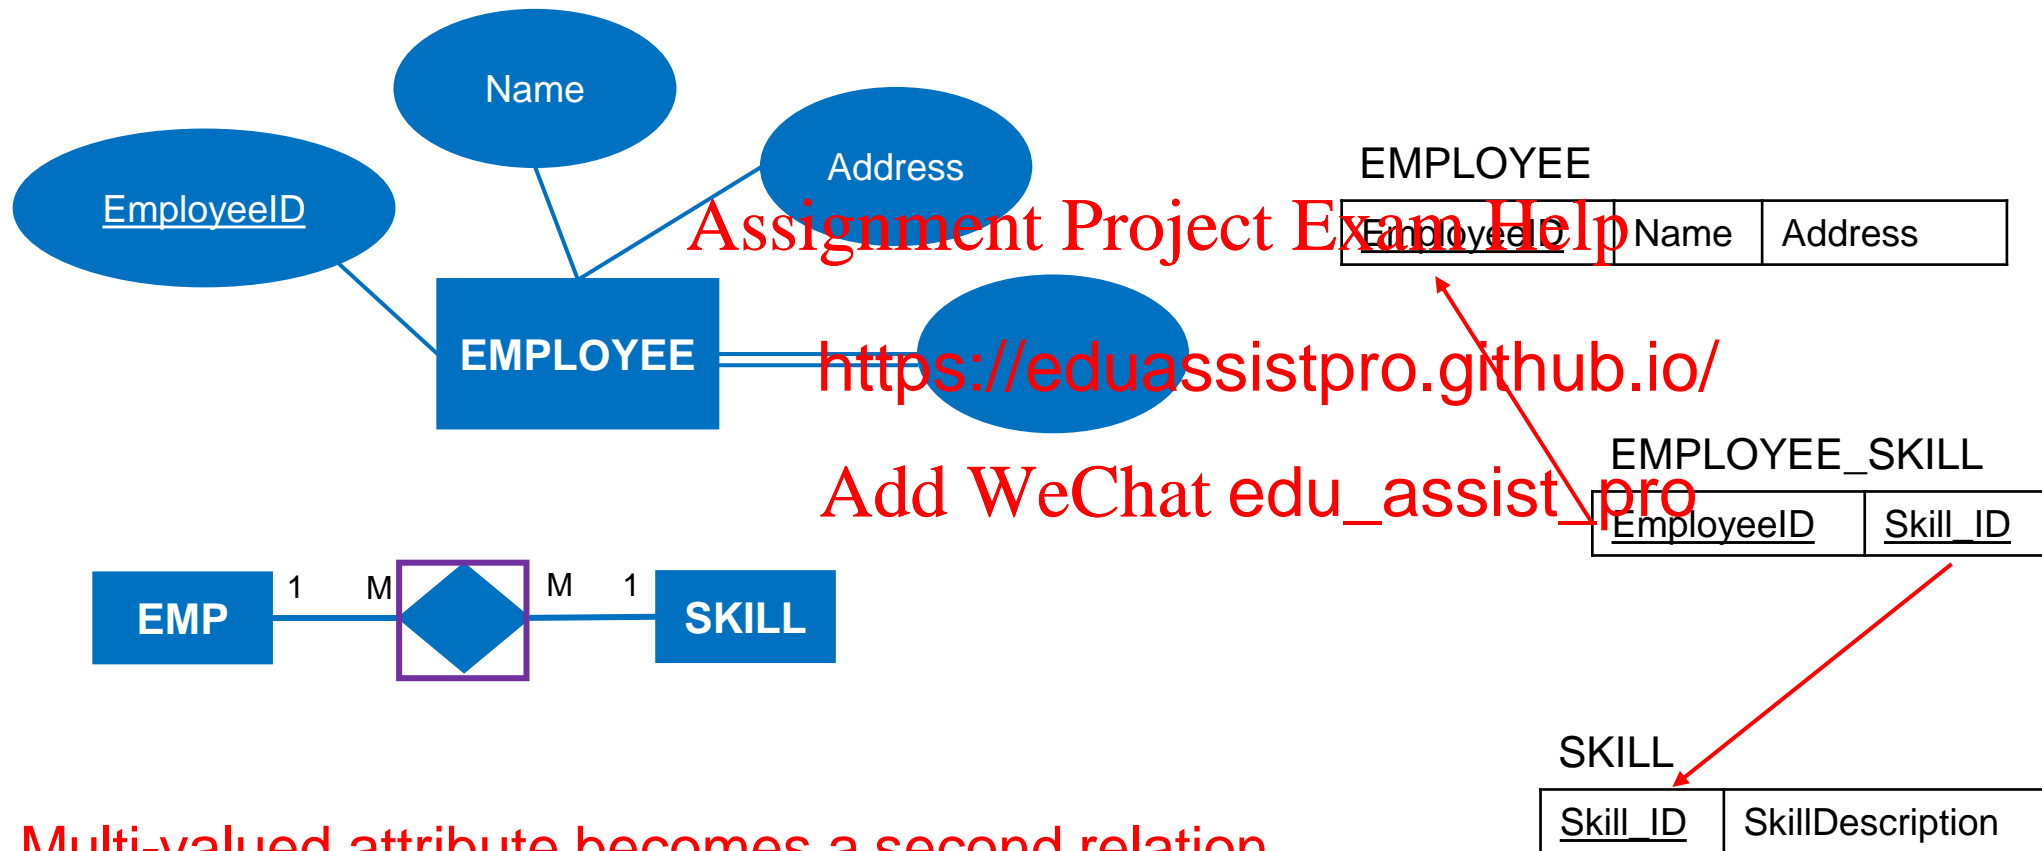 Name
Address
EmployeeID
EMPLOYEE
EMPLOYEE
EmployeeID Name Address
Assignment Project Exam Help
https://eduassistpro.github.io/
Add WeChat edu_assist_pro
EMPLOYEE_SKILL
EmployeeID Skill_ID
EMP 1 M M 1 SKILL
SKILL
Skill_ID SkillDescription
Multi-valued attribute becomes a second relation